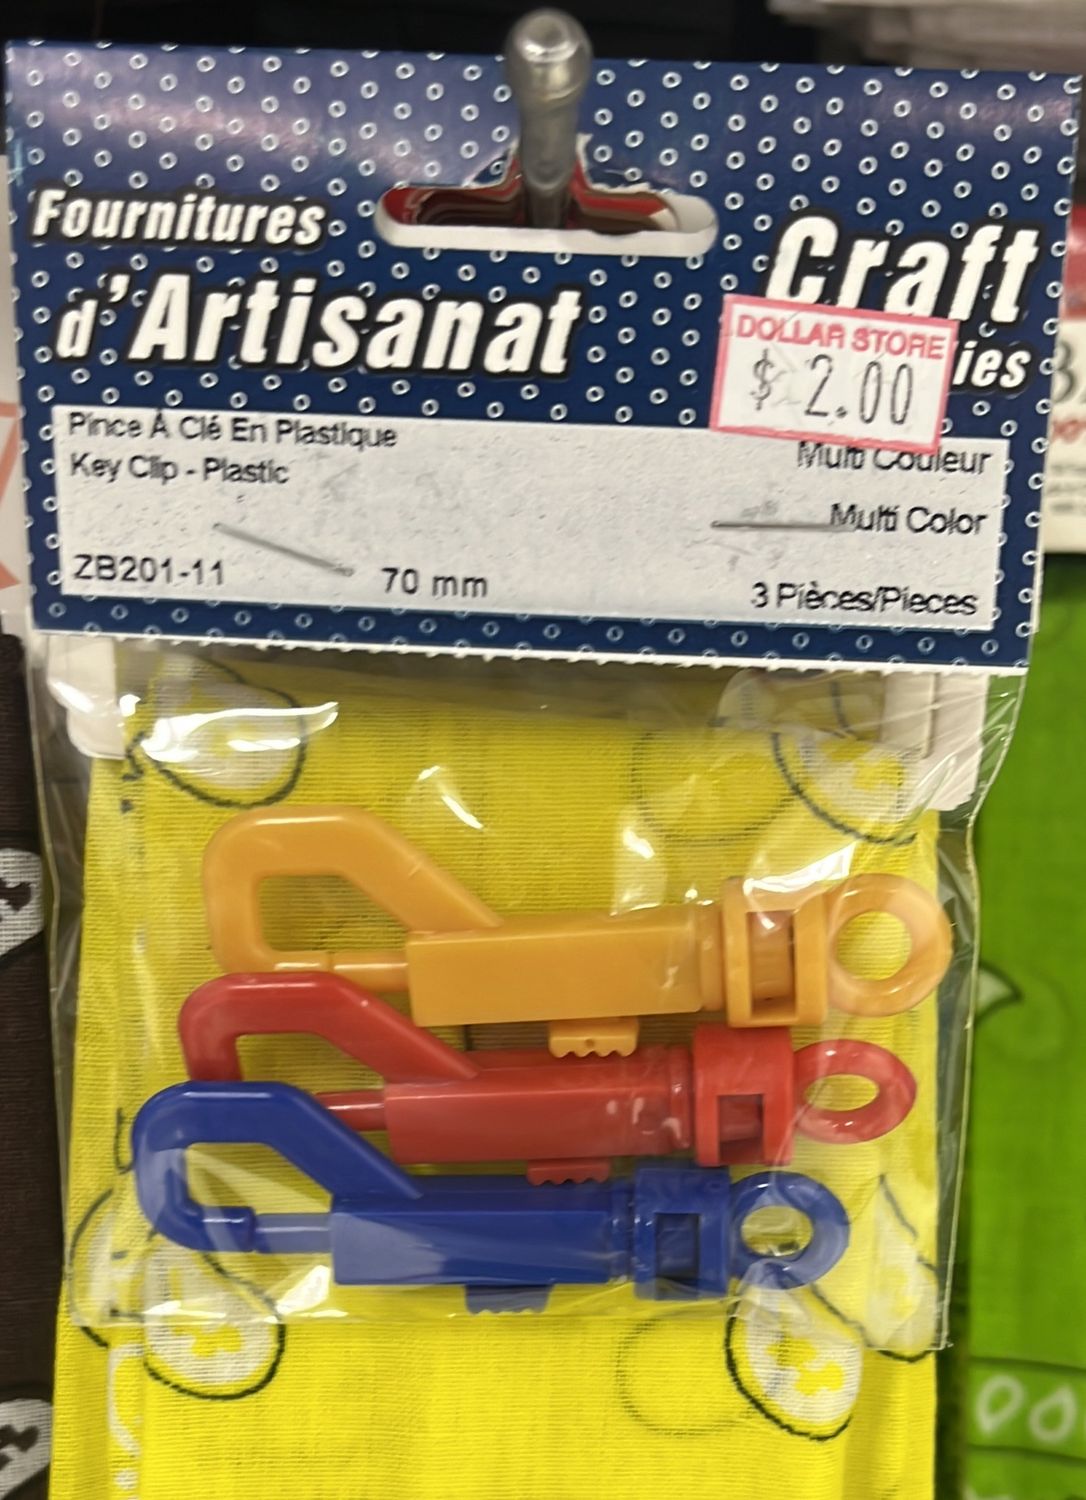 Fournitures
d'Artisanat
Craft
ies
DOLLAR STORE
$ 2.00
Pince À Clé En Plastique
Key Clip - Plastic
ZB201-11
70 mm
Multi Couleur
Multi Color
3 Pièces/Pieces